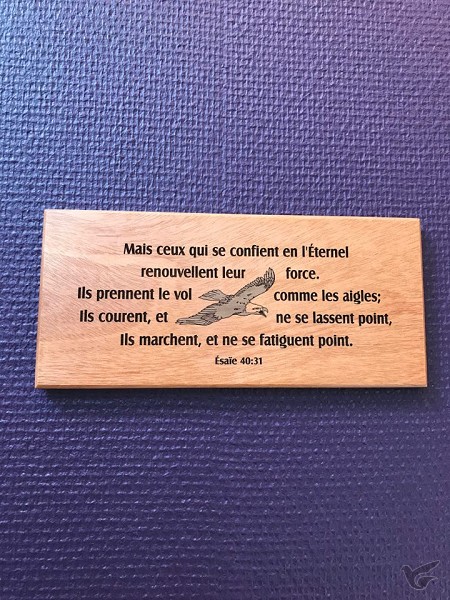 Mais ceux qui se confient en l'Éternel
renouvellent leur force.
Ils prennent le vol comme les aigles;
Ils courent, et ne se lassent point,
Ils marchent, et ne se fatiguent point.
Ésaïe 40:31